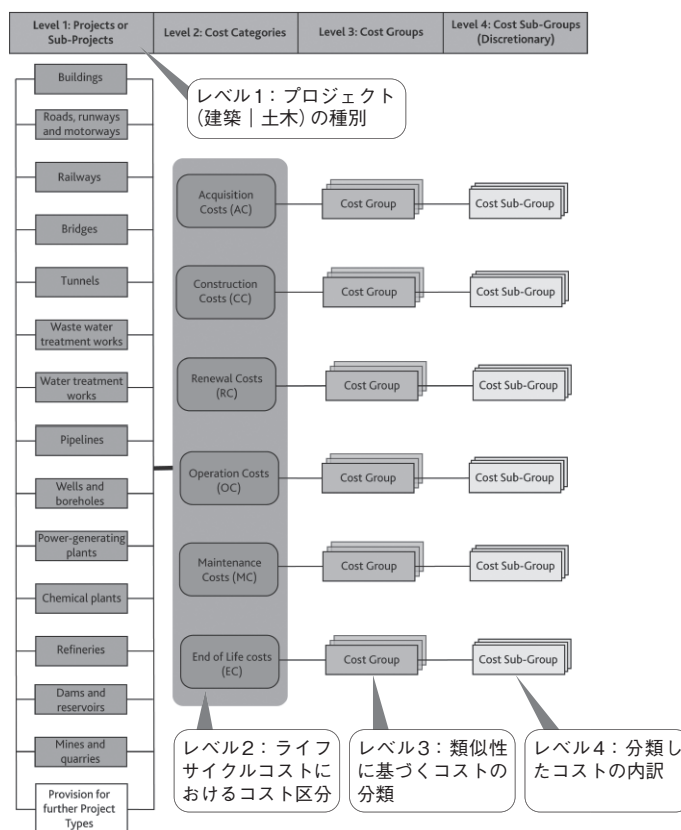 Level 1: Projects or
Sub-Projects
Level 2: Cost Categories
Level 3: Cost Groups
Level 4: Cost Sub-Groups
(Discretionary)
レベル1：プロジェクト
(建築｜土木)の種別
Buildings
Roads, runways
and motorways
Railways
Bridges
Tunnels
Waste water
treatment works
Water treatment
works
Pipelines
Wells and
boreholes
Power-generating
plants
Chemical plants
Refineries
Dams and
reservoirs
Mines and
quarries
Provision for
further Project
Types
Acquisition
Costs (AC)
Cost Group
Cost Sub-Group
Construction
Costs (CC)
Cost Group
Cost Sub-Group
Renewal Costs
(RC)
Cost Group
Cost Sub-Group
Operation Costs
(OC)
Cost Group
Cost Sub-Group
Maintenance
Costs (MC)
Cost Group
Cost Sub-Group
End of Life costs
(EC)
Cost Group
Cost Sub-Group
レベル2：ライフ
サイクルコストに
おけるコスト区分
レベル3：類似性
に基づくコストの
分類
レベル4：分類し
たコストの内訳